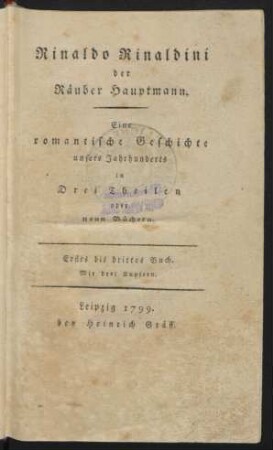 Rinaldo Rinaldini
der
Räuber Hauptmann.
Eine
romantische Geschichte
unsers Jahrhunderts
in
Drei Theilen
oder
neun Büchern.
Erstes bis drittes Buch.
Mit drei Kupfern.
Leipzig 1799.
bey Heinrich Gräff.